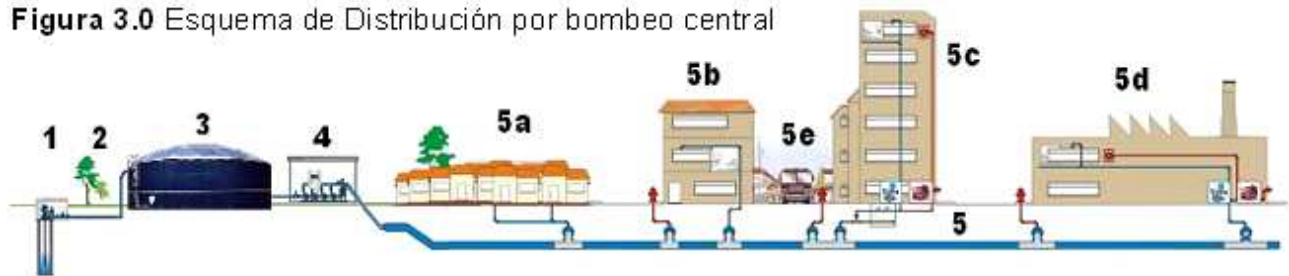 Figura 3.0 Esquema de Distribución por bombeo central
1 2 3 4 5a 5b 5e 5c 5d
5